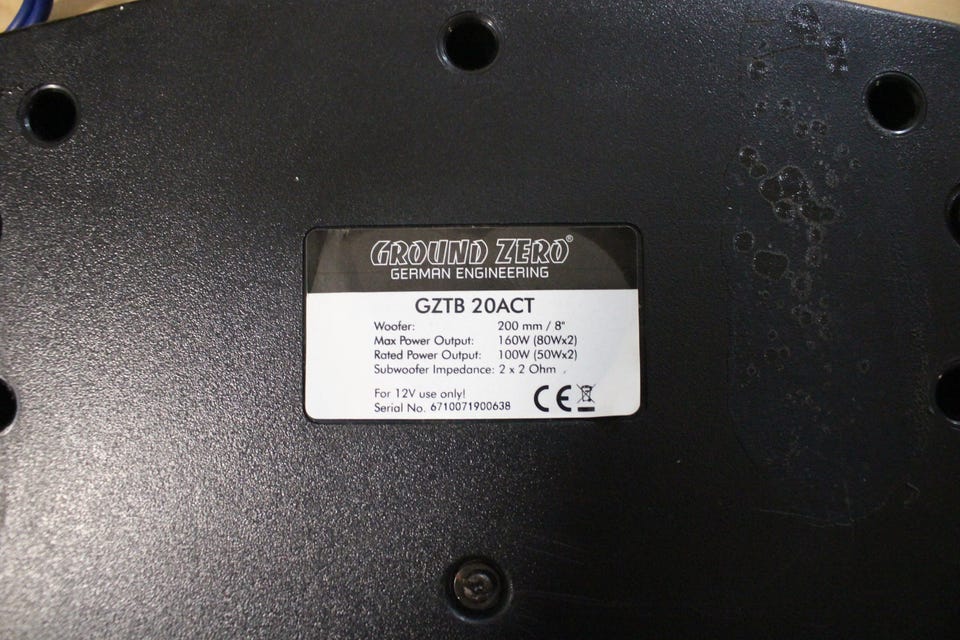 GROUND ZERO®
GERMAN ENGINEERING
GZTB 20ACT
Woofer: 200 mm / 8"
Max Power Output: 160W (80Wx2)
Rated Power Output: 100W (50Wx2)
Subwoofer Impedance: 2 x 2 Ohm
For 12V use only!
Serial No. 6710071900638
CE